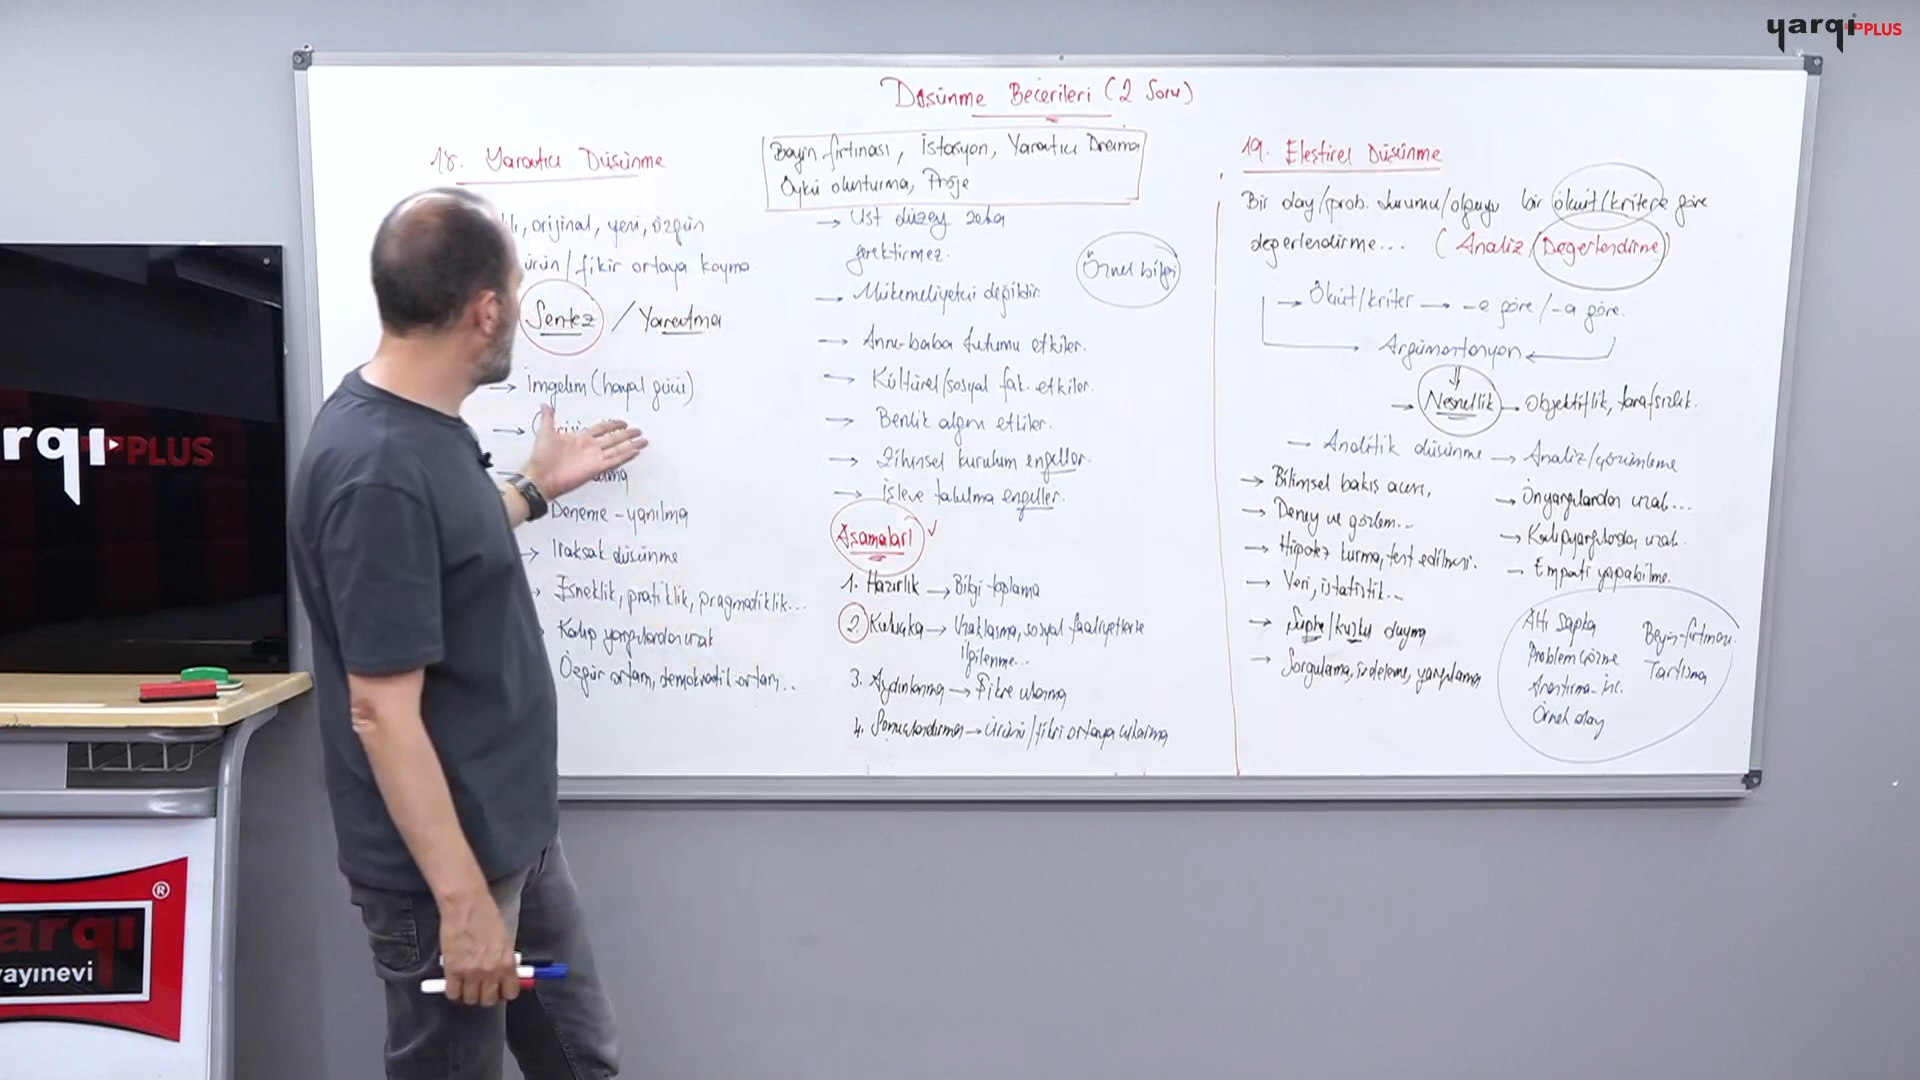 yarqı PLUS
Düşünme Becerileri (2 Soru)
18. Yaratıcı Düşünme
orijinal, yeni, özgün
ürün/fikir ortaya koyma
Sentez / Yaratma
→ İmgelem (hayal gücü)
→
Deneme-yanılma
→ Iraksak düşünme
Esneklik, pratiklik, pragmatiklik...
Kalıp yargılardan uzak
Özgür ortam, demokratik ortam..
Beyin fırtınası, İstasyon, Yaratıcı Drama
Öykü oluşturma, Proje
→ Üst düzey zeka
gerektirmez.
→ Mükemeliyetçi değildir.
Öznel bilgi
→ Anne-baba tutumu etkiler.
→ Kültürel/sosyal fak. etkiler.
→ Benlik algısı etkiler.
→ Zihinsel kurulum engeller.
→ İşleve takılma engeller.
Aşamaları ✓
1. Hazırlık → Bilgi toplama
2. Kuluçka → Uzaklaşma, sosyal faaliyetlerle
ilgilenme...
3. Aydınlanma → Fikre ulaşma
4. Sonuçlandırma → Ürünü/fikri ortaya çıkarma
19. Eleştirel Düşünme
Bir olay/prob. durumu/olguyu bir ölçüt/kritere göre
değerlendirme... (Analiz/Değerlendirme)
→ Ölçüt/kriter → -e göre/-a göre.
Argümantasyon
→ Nesnellik → Objektiflik, tarafsızlık.
→ Analitik düşünme → Analiz/çözümleme
→ Bilimsel bakış açısı,
→ Deney ve gözlem...
→ Hipotez kurma, test edilmesi.
→ Veri, istatistik...
→ Şüphe/kuşku duyma
→ Sorgulama, irdeleme, yargılama
→ Önyargılardan uzak...
→ Kalıpyargılardan uzak.
→ Empati yapabilme.
Altı Şapka
Problem çözme
Araştırma-inc.
Örnek olay
Beyin fırtınası
Tartışma
rqı PLUS
arqı
yayınevi
®